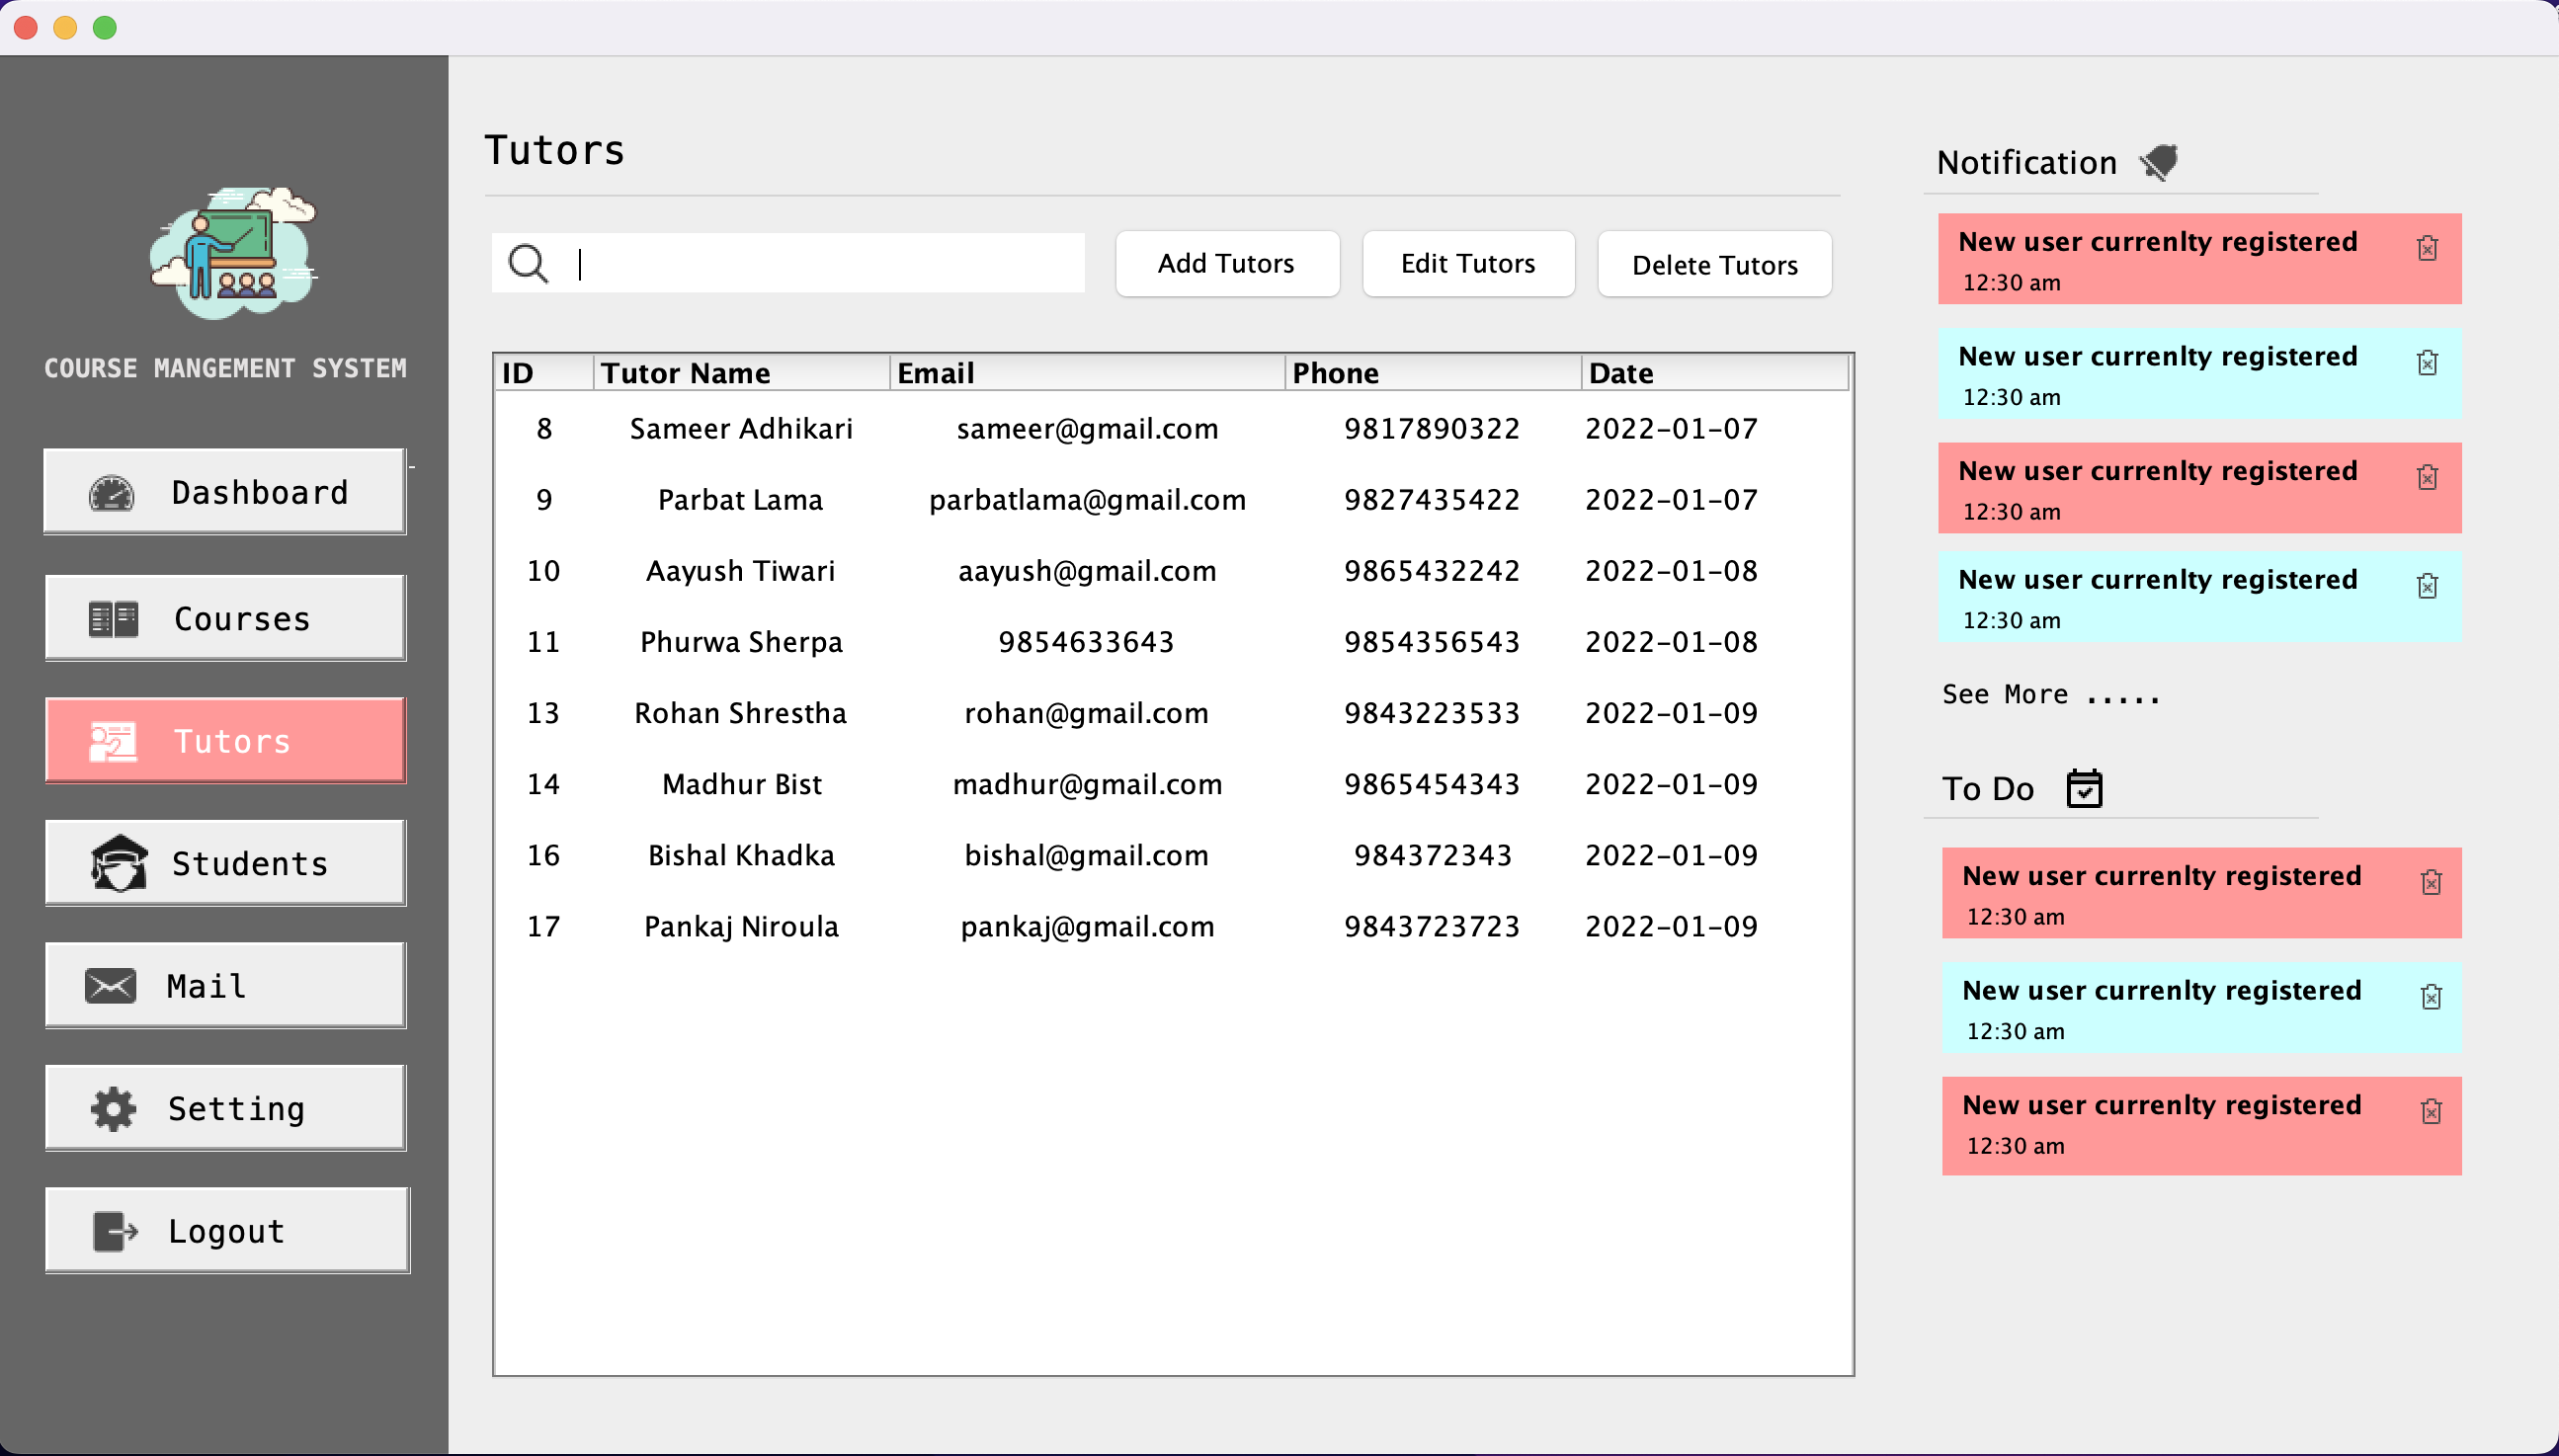 COURSE MANGEMENT SYSTEM
Dashboard
Courses
Tutors
Students
Mail
Setting
Logout
Tutors
Add Tutors
Edit Tutors
Delete Tutors
ID Tutor Name Email Phone Date
8 Sameer Adhikari sameer@gmail.com 9817890322 2022-01-07
9 Parbat Lama parbatlama@gmail.com 9827435422 2022-01-07
10 Aayush Tiwari aayush@gmail.com 9865432242 2022-01-08
11 Phurwa Sherpa 9854633643 9854356543 2022-01-08
13 Rohan Shrestha rohan@gmail.com 9843223533 2022-01-09
14 Madhur Bist madhur@gmail.com 9865454343 2022-01-09
16 Bishal Khadka bishal@gmail.com 984372343 2022-01-09
17 Pankaj Niroula pankaj@gmail.com 9843723723 2022-01-09
Notification
New user currenlty registered
12:30 am
New user currenlty registered
12:30 am
New user currenlty registered
12:30 am
New user currenlty registered
12:30 am
See More .....
To Do
New user currenlty registered
12:30 am
New user currenlty registered
12:30 am
New user currenlty registered
12:30 am